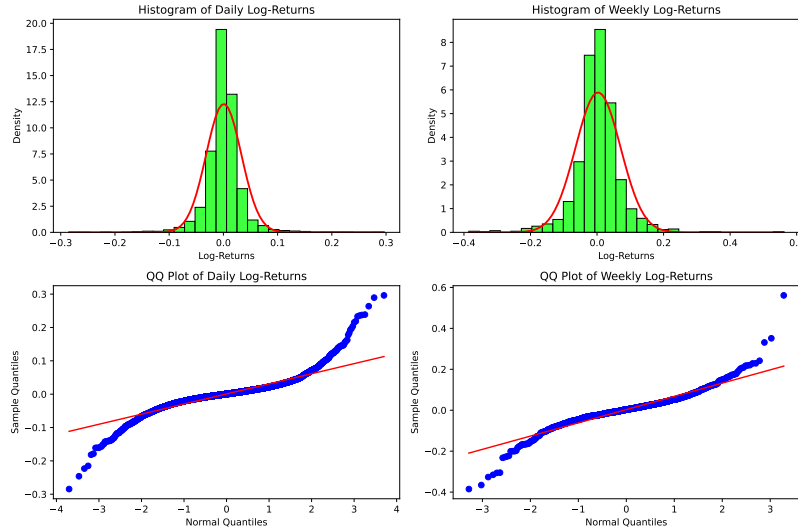 Histogram of Daily Log-Returns
20.0
17.5
15.0
12.5
10.0
7.5
5.0
2.5
0.0
Density
−0.3 −0.2 −0.1 0.0 0.1 0.2 0.3
Log-Returns
Histogram of Weekly Log-Returns
8
7
6
5
4
3
2
1
0
Density
−0.4 −0.2 0.0 0.2 0.4 0.6
Log-Returns
QQ Plot of Daily Log-Returns
0.3
0.2
0.1
0.0
−0.1
−0.2
−0.3
Sample Quantiles
−4 −3 −2 −1 0 1 2 3 4
Normal Quantiles
QQ Plot of Weekly Log-Returns
0.6
0.4
0.2
0.0
−0.2
−0.4
Sample Quantiles
−3 −2 −1 0 1 2 3
Normal Quantiles